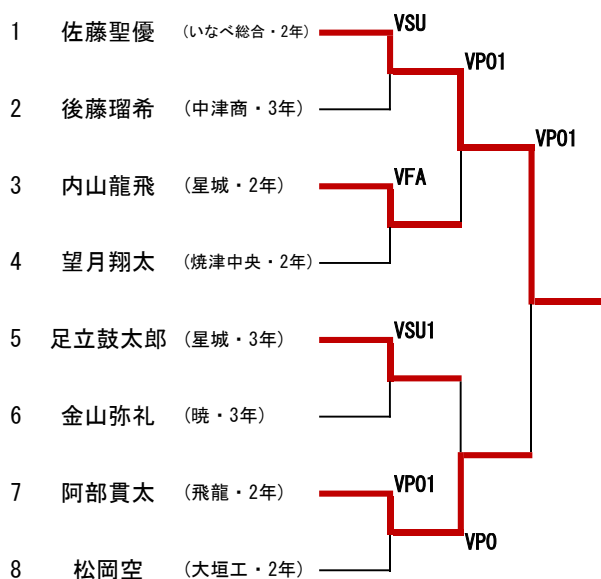 1 佐藤聖優 (いなべ総合・2年) VSU
VPO1
2 後藤瑠希 (中津商・3年)
VPO1
3 内山龍飛 (星城・2年) VFA
4 望月翔太 (焼津中央・2年)
5 足立鼓太郎 (星城・3年) VSU1
6 金山弥礼 (暁・3年)
7 阿部貫太 (飛龍・2年) VPO1
VPO
8 松岡空 (大垣工・2年)